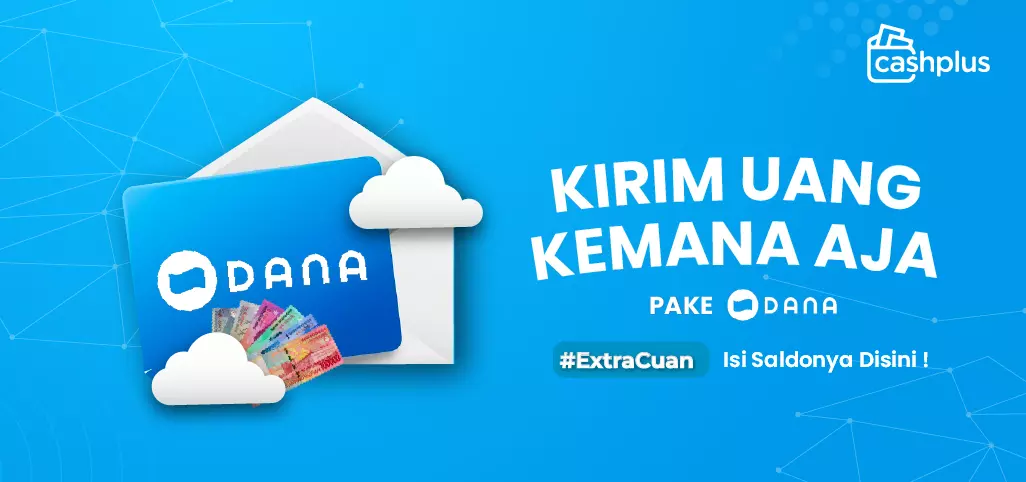 cashplus
DANA
KIRIM UANG
KEMANA AJA
PAKE DANA
#ExtraCuan Isi Saldonya Disini !